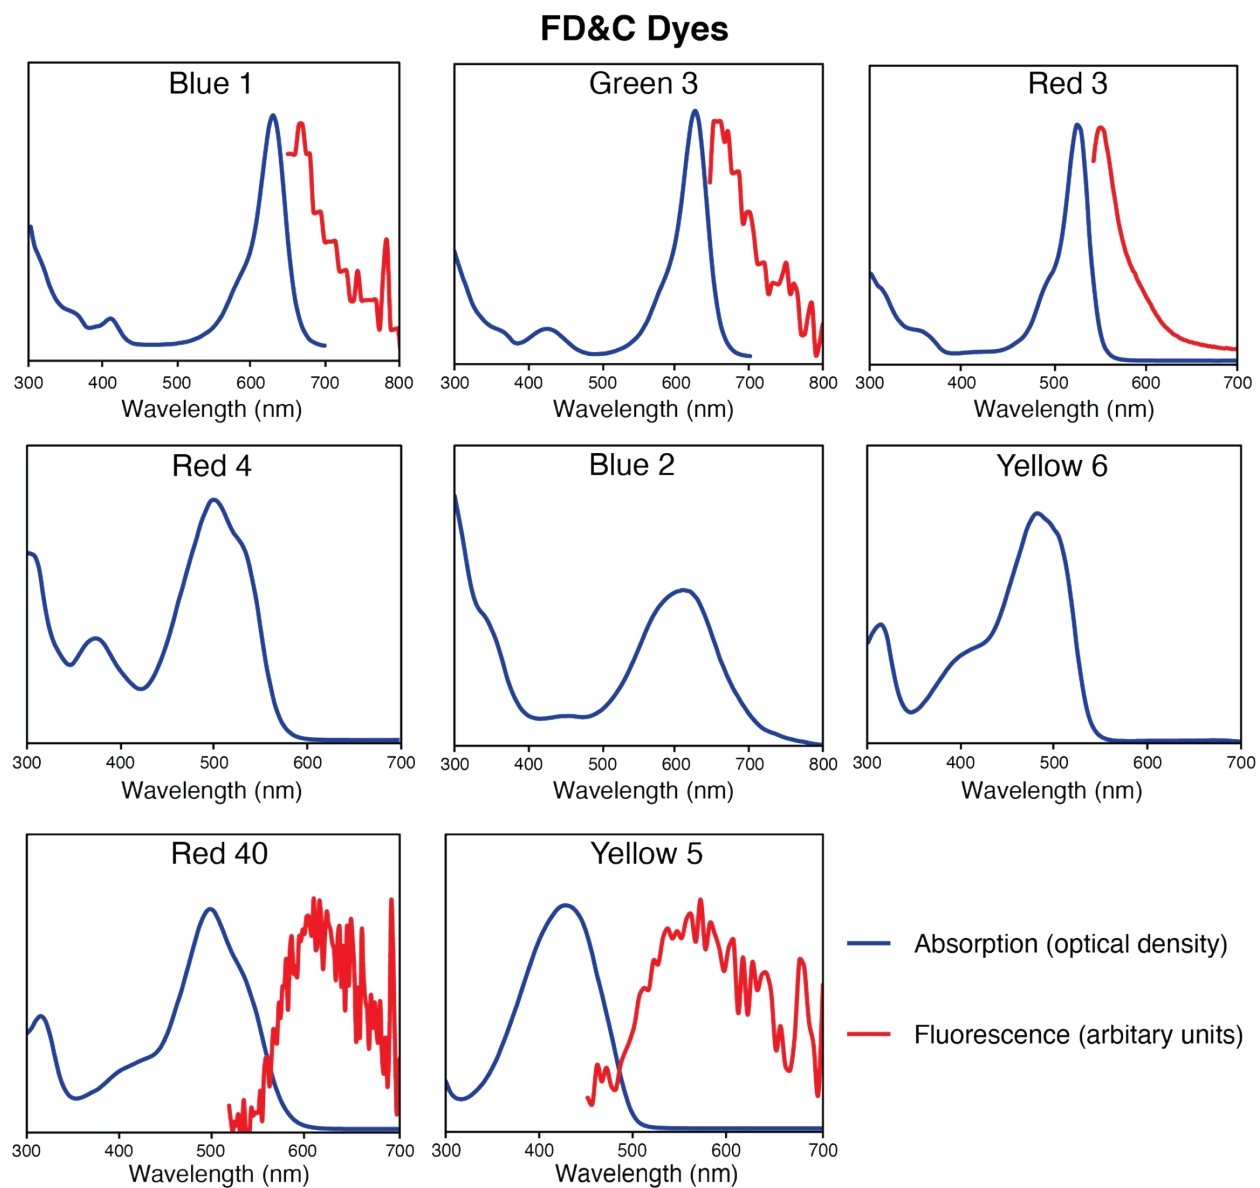 FD&C Dyes
Blue 1
Green 3
Red 3
300 400 500 600 700 800
300 400 500 600 700 800
300 400 500 600 700
Wavelength (nm)
Wavelength (nm)
Wavelength (nm)
Red 4
Blue 2
Yellow 6
300 400 500 600 700
300 400 500 600 700 800
300 400 500 600 700
Wavelength (nm)
Wavelength (nm)
Wavelength (nm)
Red 40
Yellow 5
Absorption (optical density)
Fluorescence (arbitary units)
300 400 500 600 700
300 400 500 600 700
Wavelength (nm)
Wavelength (nm)